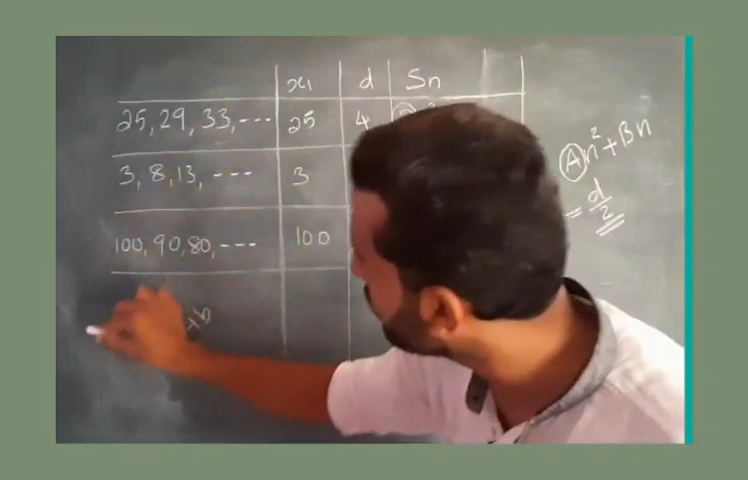 x1 d Sn
25, 29, 33, --- 25 4
3, 8, 13, --- 3
100, 90, 80, --- 100
An² + Bn
= d/2